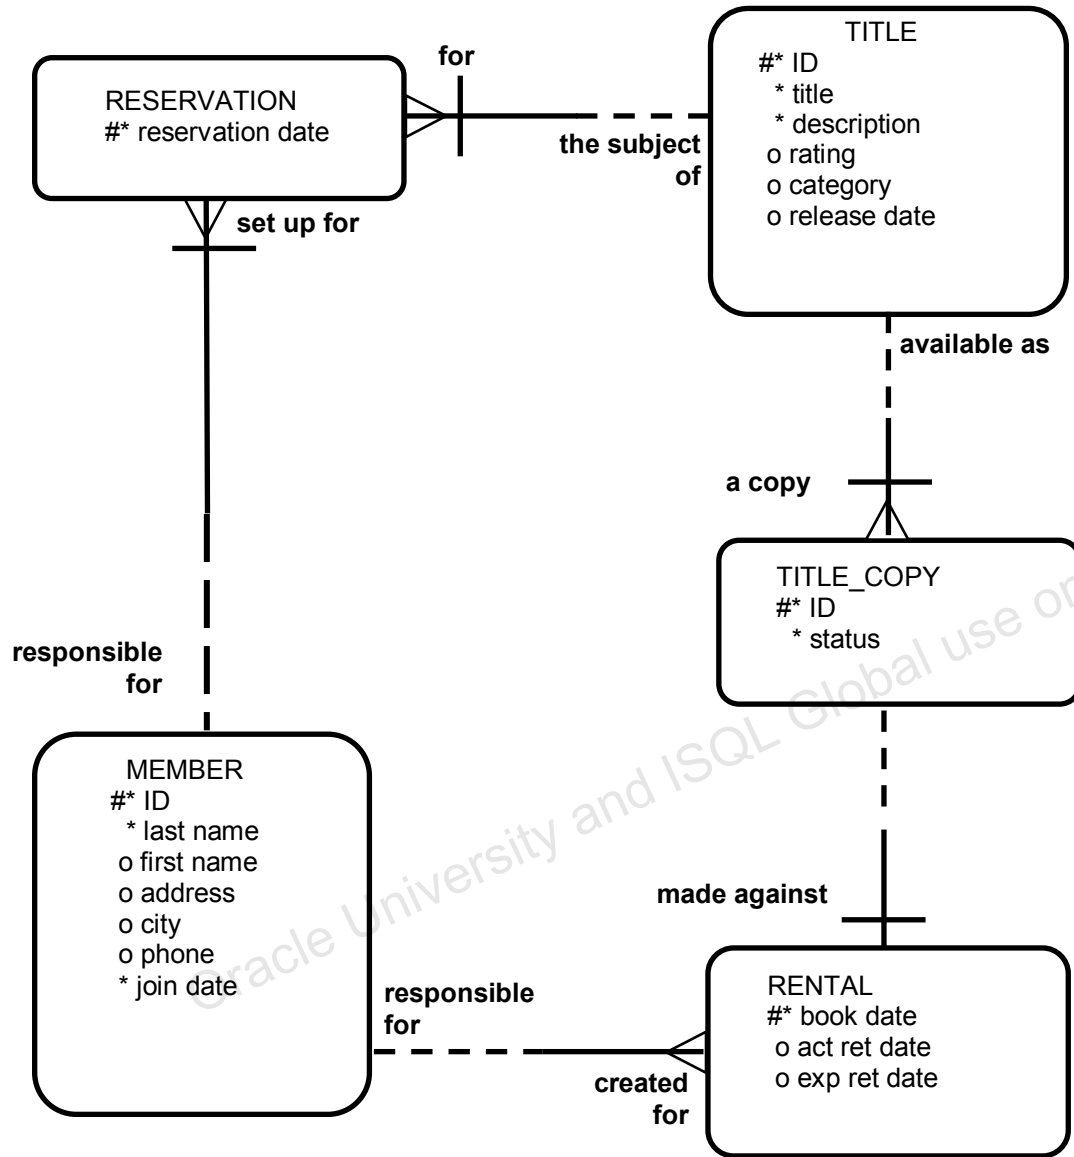 for
TITLE
#* ID
* title
* description
o rating
o category
o release date
RESERVATION
#* reservation date
the subject
of
set up for
available as
a copy
TITLE_COPY
#* ID
* status
responsible
for
MEMBER
#* ID
* last name
o first name
o address
o city
o phone
* join date
made against
responsible
for
RENTAL
#* book date
o act ret date
o exp ret date
created
for
Oracle University and ISQL Global use